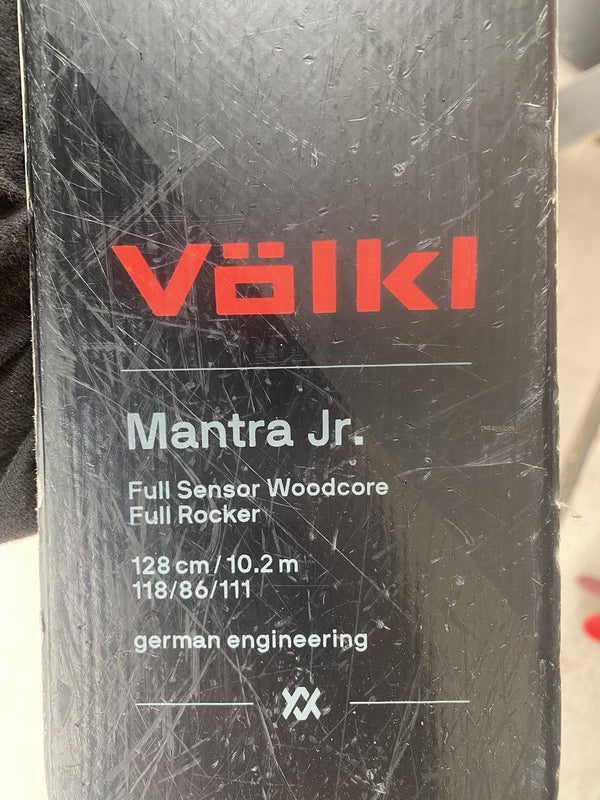 Völkl
Mantra Jr.
Full Sensor Woodcore
Full Rocker
128 cm / 10.2 m
118/86/111
german engineering